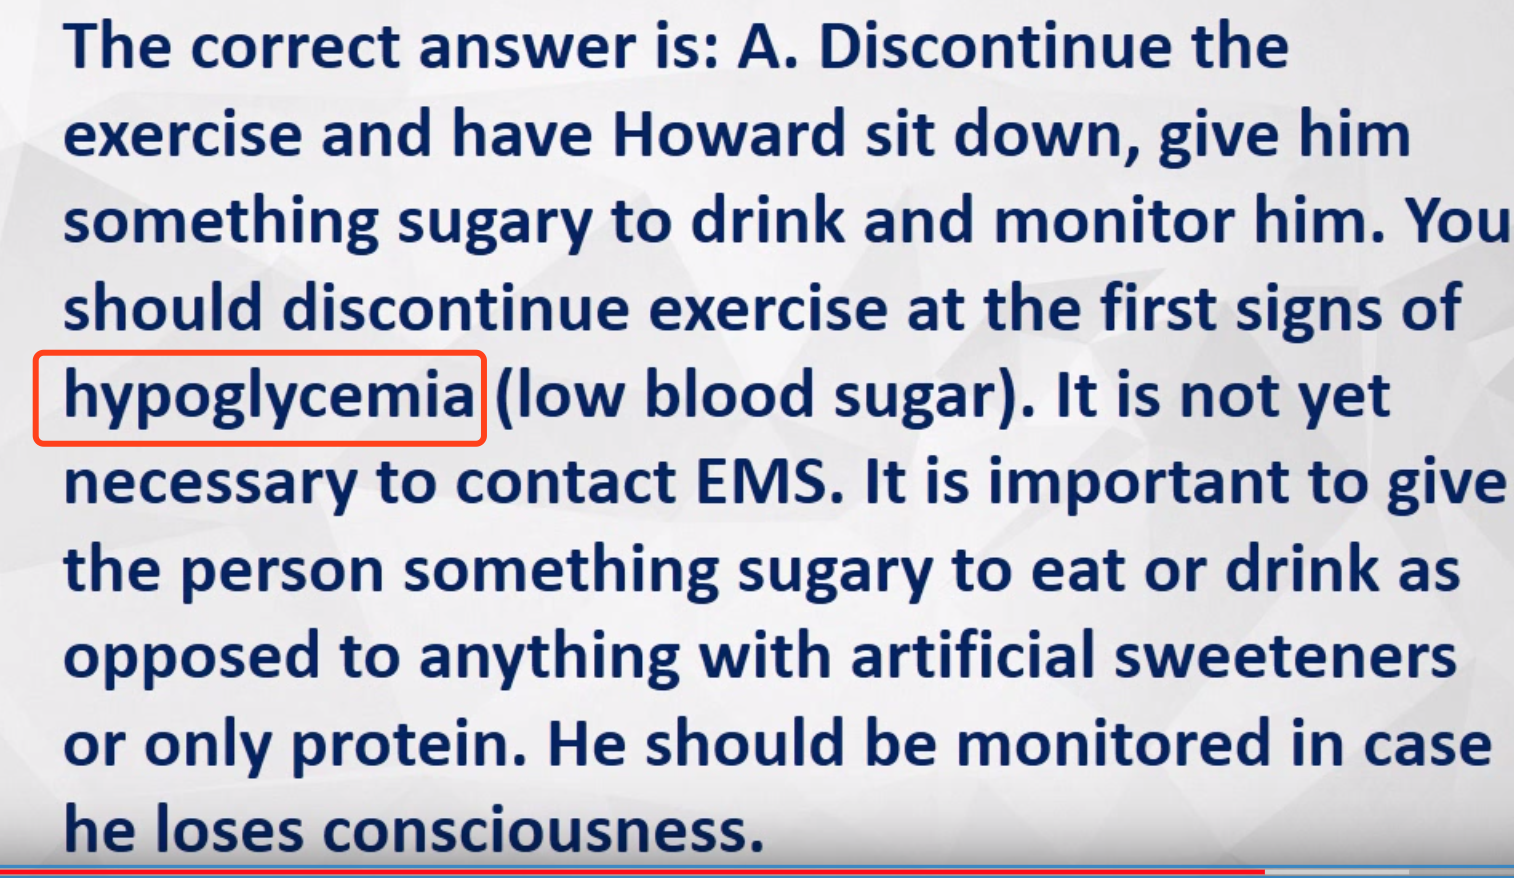 The correct answer is: A. Discontinue the
exercise and have Howard sit down, give him
something sugary to drink and monitor him. You
should discontinue exercise at the first signs of
hypoglycemia (low blood sugar). It is not yet
necessary to contact EMS. It is important to give
the person something sugary to eat or drink as
opposed to anything with artificial sweeteners
or only protein. He should be monitored in case
he loses consciousness.